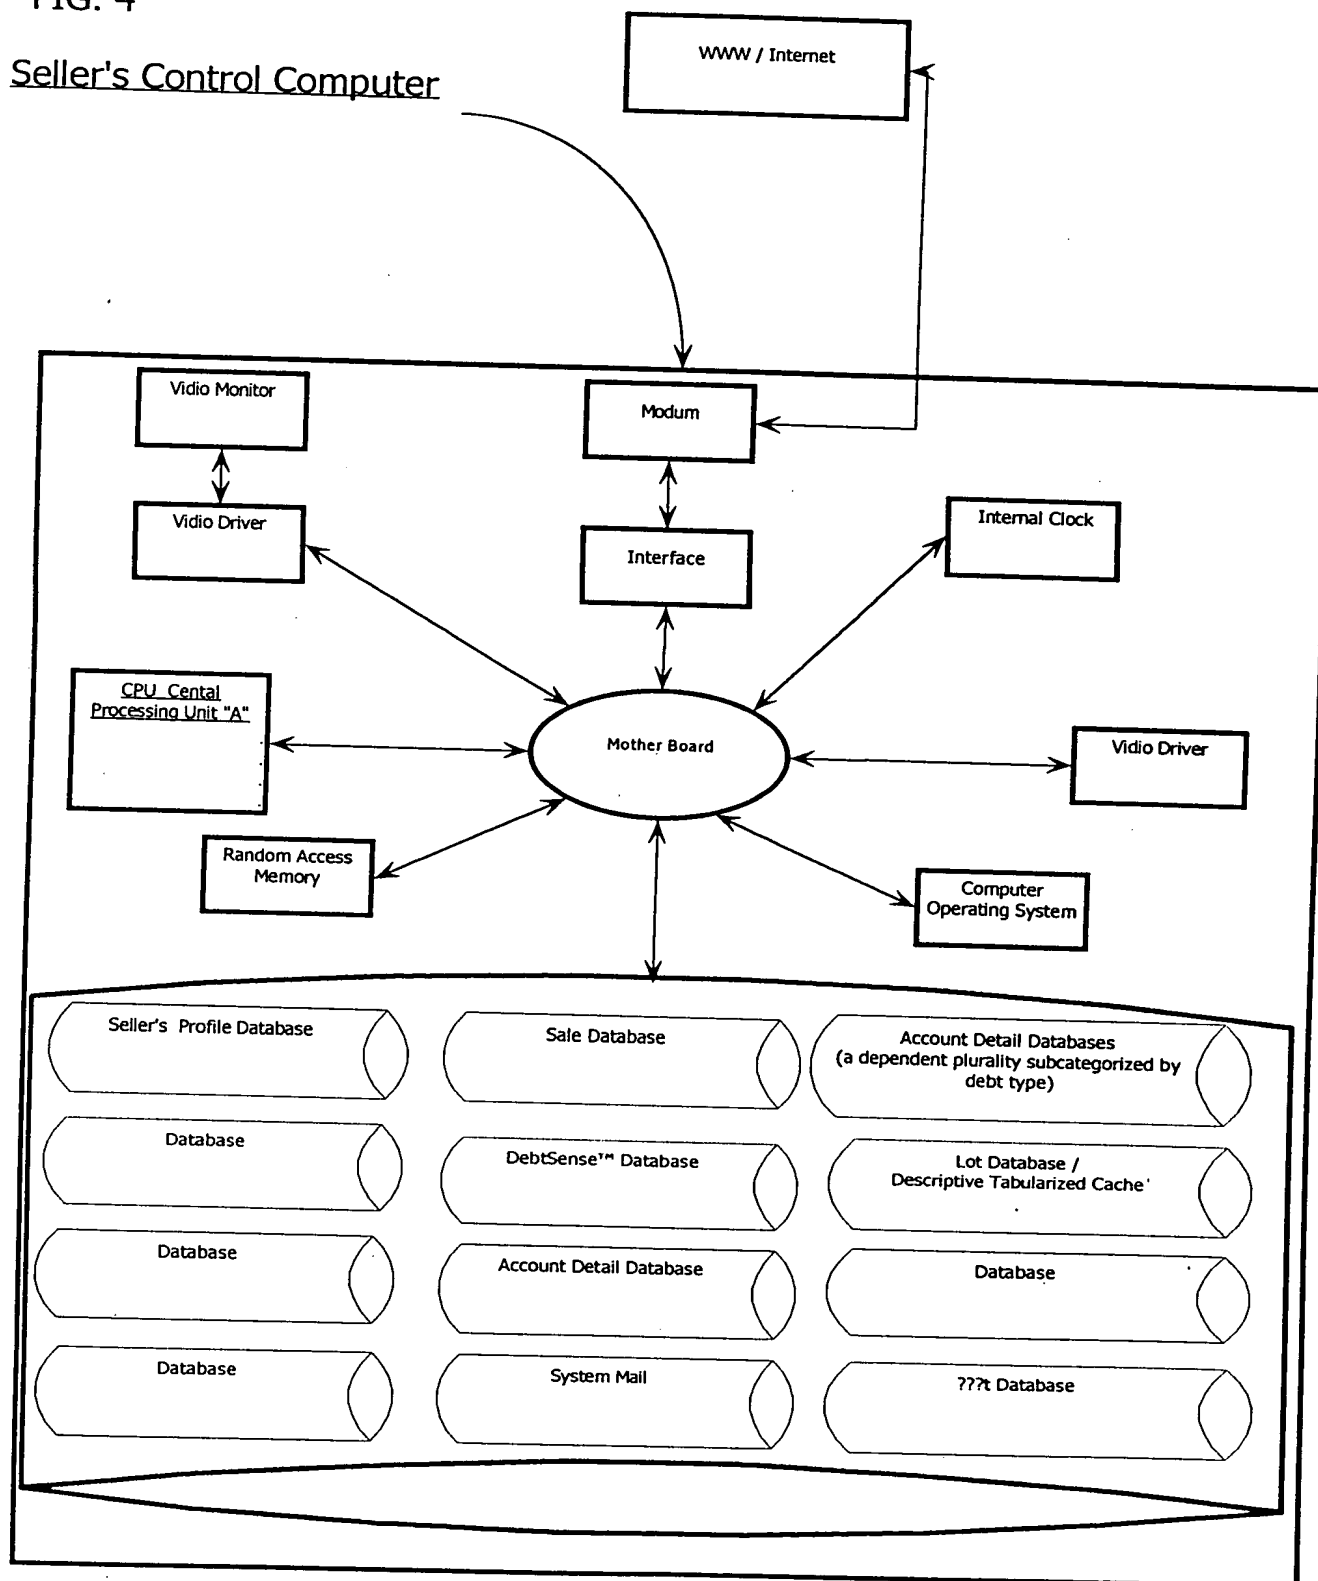 FIG. 4
Seller's Control Computer
WWW / Internet
Vidio Monitor
Modum
Vidio Driver
Internal Clock
Interface
CPU Cental
Processing Unit "A"
Mother Board
Vidio Driver
Random Access
Memory
Computer
Operating System
Seller's Profile Database
Sale Database
Account Detail Databases
(a dependent plurality subcategorized by
debt type)
Database
DebtSense™ Database
Lot Database /
Descriptive Tabularized Cache
Database
Account Detail Database
Database
Database
System Mail
???t Database